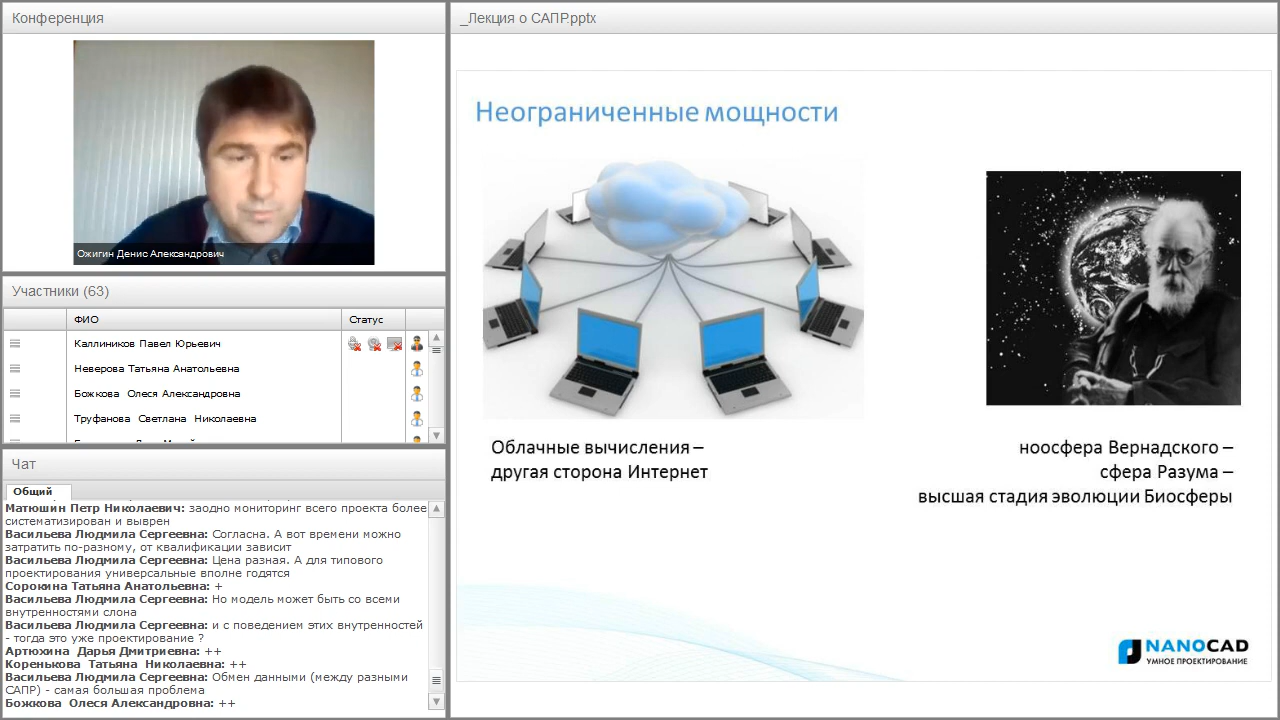 Конференция
Ожигин Денис Александрович
Участники (63)
ФИО
Статус
Каллиников Павел Юрьевич
Неверова Татьяна Анатольевна
Божкова Олеся Александровна
Труфанова Светлана Николаевна
Чат
Общий
Матюшин Петр Николаевич: заодно мониторинг всего проекта более
систематизирован и выврен
Васильева Людмила Сергеевна: Согласна. А вот времени можно
затратить по-разному, от квалификации зависит
Васильева Людмила Сергеевна: Цена разная. А для типового
проектирования универсальные вполне годятся
Сорокина Татьяна Анатольевна: +
Васильева Людмила Сергеевна: Но модель может быть со всеми
внутренностями слона
Васильева Людмила Сергеевна: и с поведением этих внутренностей
- тогда это уже проектирование ?
Артюхина Дарья Дмитриевна: ++
Коренькова Татьяна Николаевна: ++
Васильева Людмила Сергеевна: Обмен данными (между разными
САПР) - самая большая проблема
Божкова Олеся Александровна: ++
_Лекция о САПР.pptx
Неограниченные мощности
Облачные вычисления –
другая сторона Интернет
ноосфера Вернадского –
сфера Разума –
высшая стадия эволюции Биосферы
NANOCAD
УМНОЕ ПРОЕКТИРОВАНИЕ